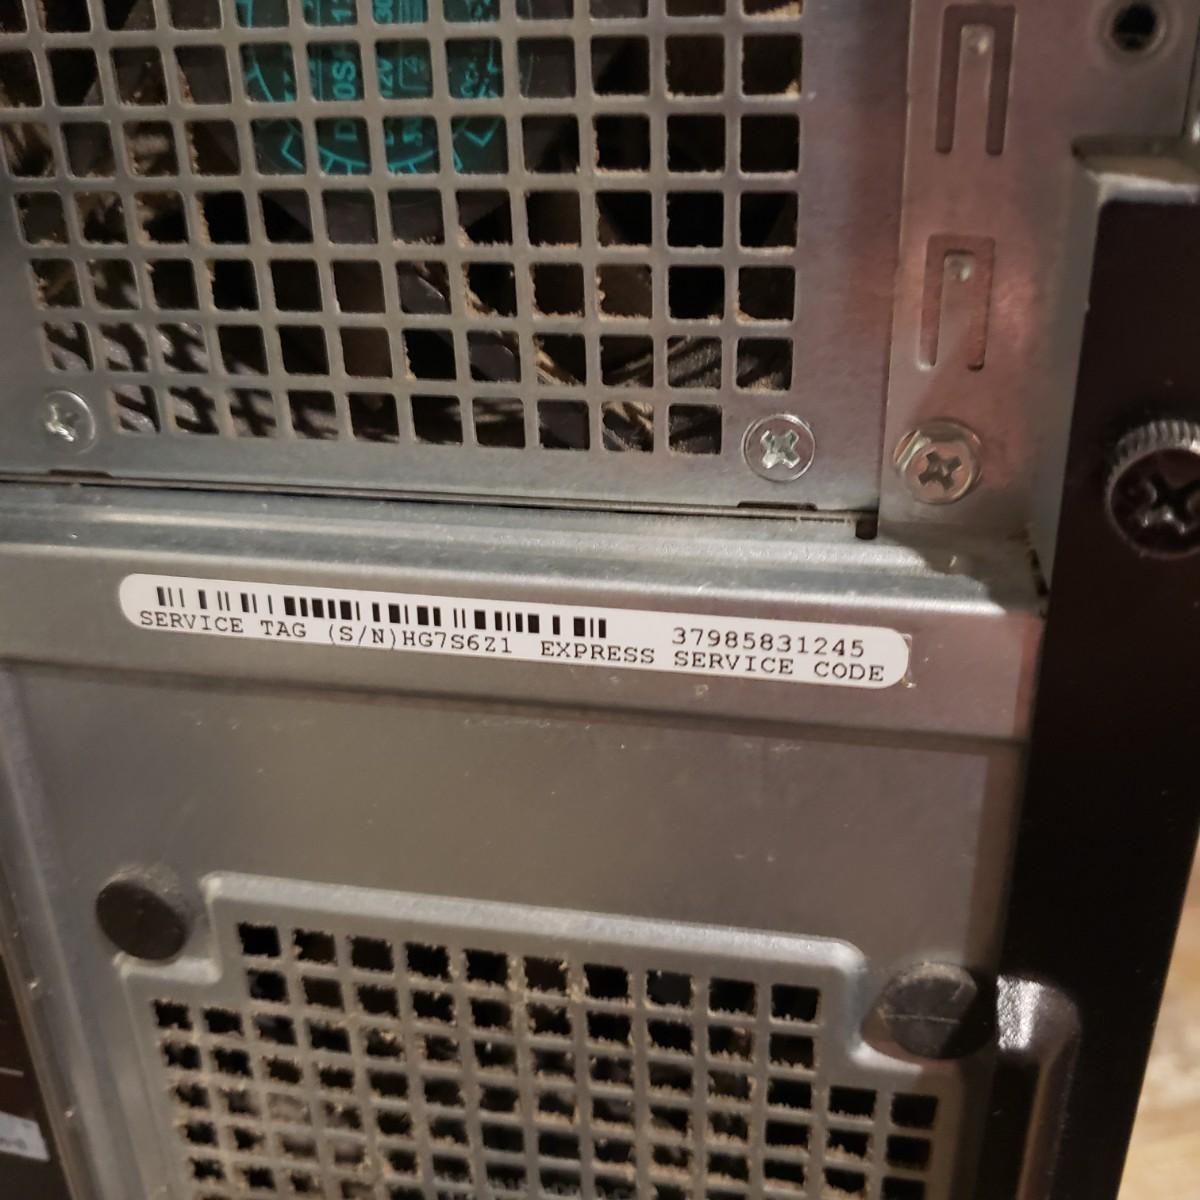 37985831245
SERVICE TAG (S/N)HG7S6Z1 EXPRESS SERVICE CODE